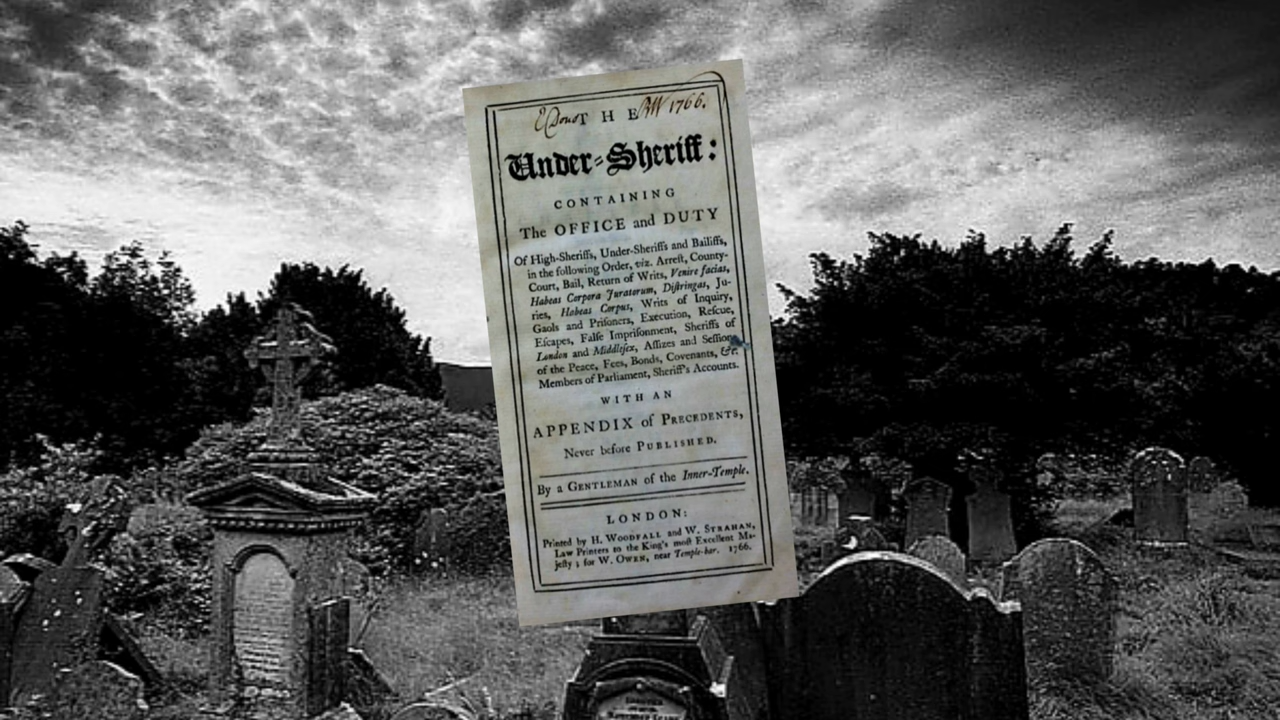 THE
1766.
Under=Sheriff:
CONTAINING
The OFFICE and DUTY
Of High-Sheriffs, Under-Sheriffs and Bailiffs,
in the following Order, viz. Arreſt, County-
Court, Bail, Return of Writs, Venire facias,
Habeas Corpora Juratorum, Diſtringas, Ju-
ries, Habeas Corpus, Writs of Inquiry,
Gaols and Priſoners, Execution, Reſcue,
Eſcapes, Falſe Impriſonment, Sheriffs of
London and Middleſex, Aſſizes and Seſſions
of the Peace, Fees, Bonds, Covenants, &c.
Members of Parliament, Sheriff's Accounts.
WITH AN
APPENDIX of PRECEDENTS,
Never before PUBLISHED.
By a GENTLEMAN of the Inner-Temple.
LONDON:
Printed by H. WOODFALL and W. STRAHAN,
Law Printers to the King's moſt Excellent Ma-
jeſty; for W. OWEN, near Temple-bar. 1766.